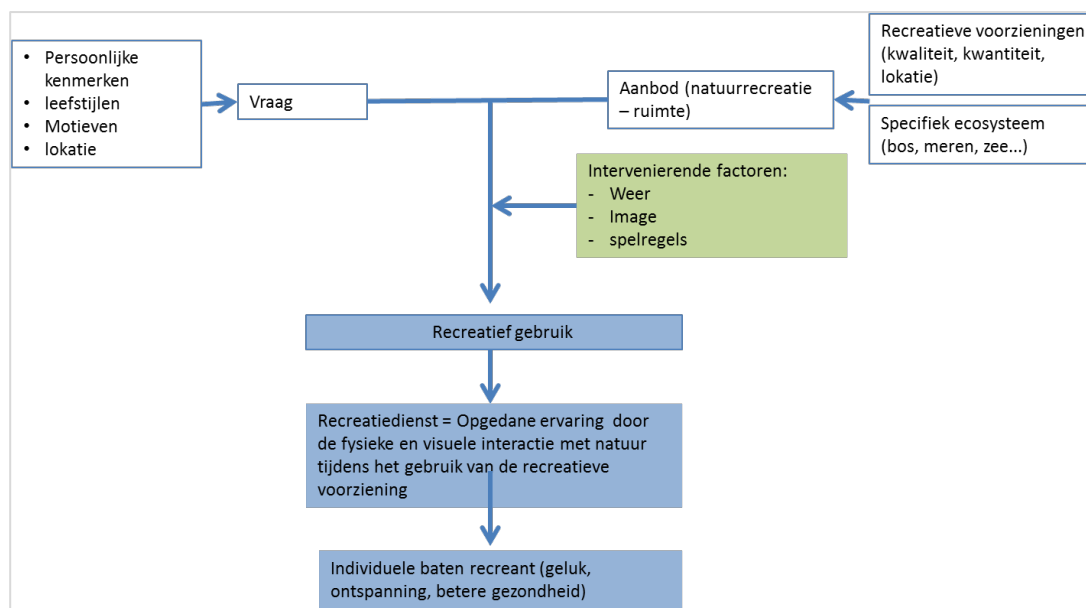 • Persoonlijke
kenmerken
• leefstijlen
• Motieven
• lokatie
Vraag
Aanbod (natuurrecreatie
– ruimte)
Recreatieve voorzieningen
(kwaliteit, kwantiteit,
lokatie)
Specifiek ecosysteem
(bos, meren, zee...)
Intervenierende factoren:
- Weer
- Image
- spelregels
Recreatief gebruik
Recreatiedienst = Opgedane ervaring door
de fysieke en visuele interactie met natuur
tijdens het gebruik van de recreatieve
voorziening
Individuele baten recreant (geluk,
ontspanning, betere gezondheid)